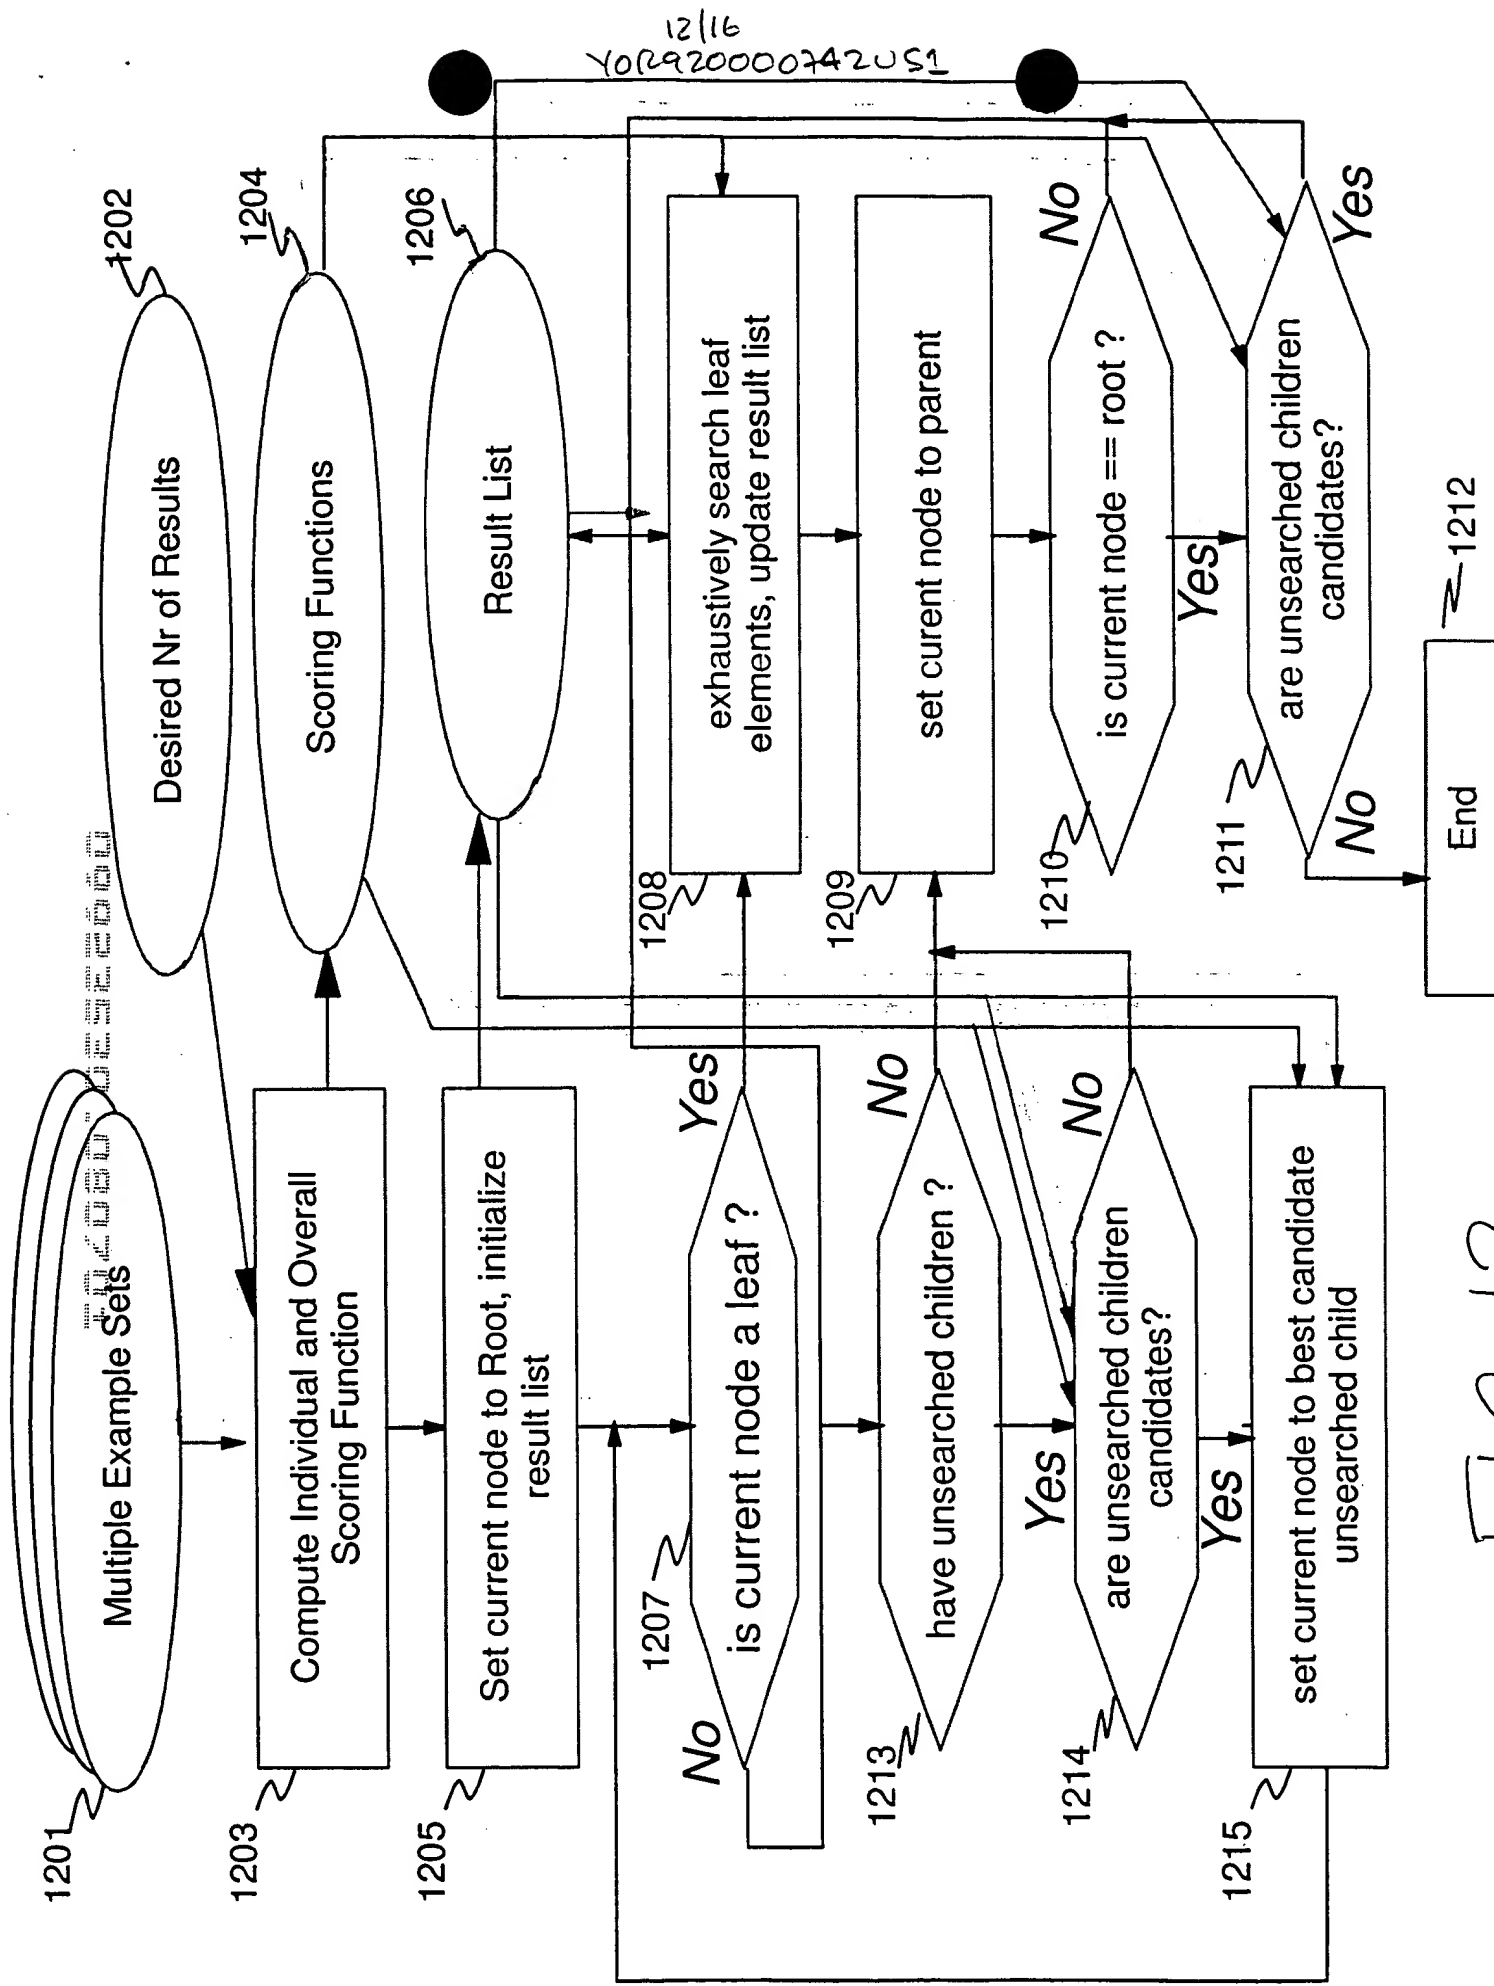 12/16
YOR920000742US1
1201
Multiple Example Sets
1202
Desired Nr of Results
1203
Compute Individual and Overall
Scoring Function
1204
Scoring Functions
1205
Set current node to Root, initialize
result list
1206
Result List
1207
is current node a leaf ?
Yes
No
1208
exhaustively search leaf
elements, update result list
1213
have unsearched children ?
No
Yes
1209
set curent node to parent
1214
are unsearched children
candidates?
No
Yes
1210
is current node == root ?
No
Yes
1215
set current node to best candidate
unsearched child
1211
are unsearched children
candidates?
Yes
No
End
1212